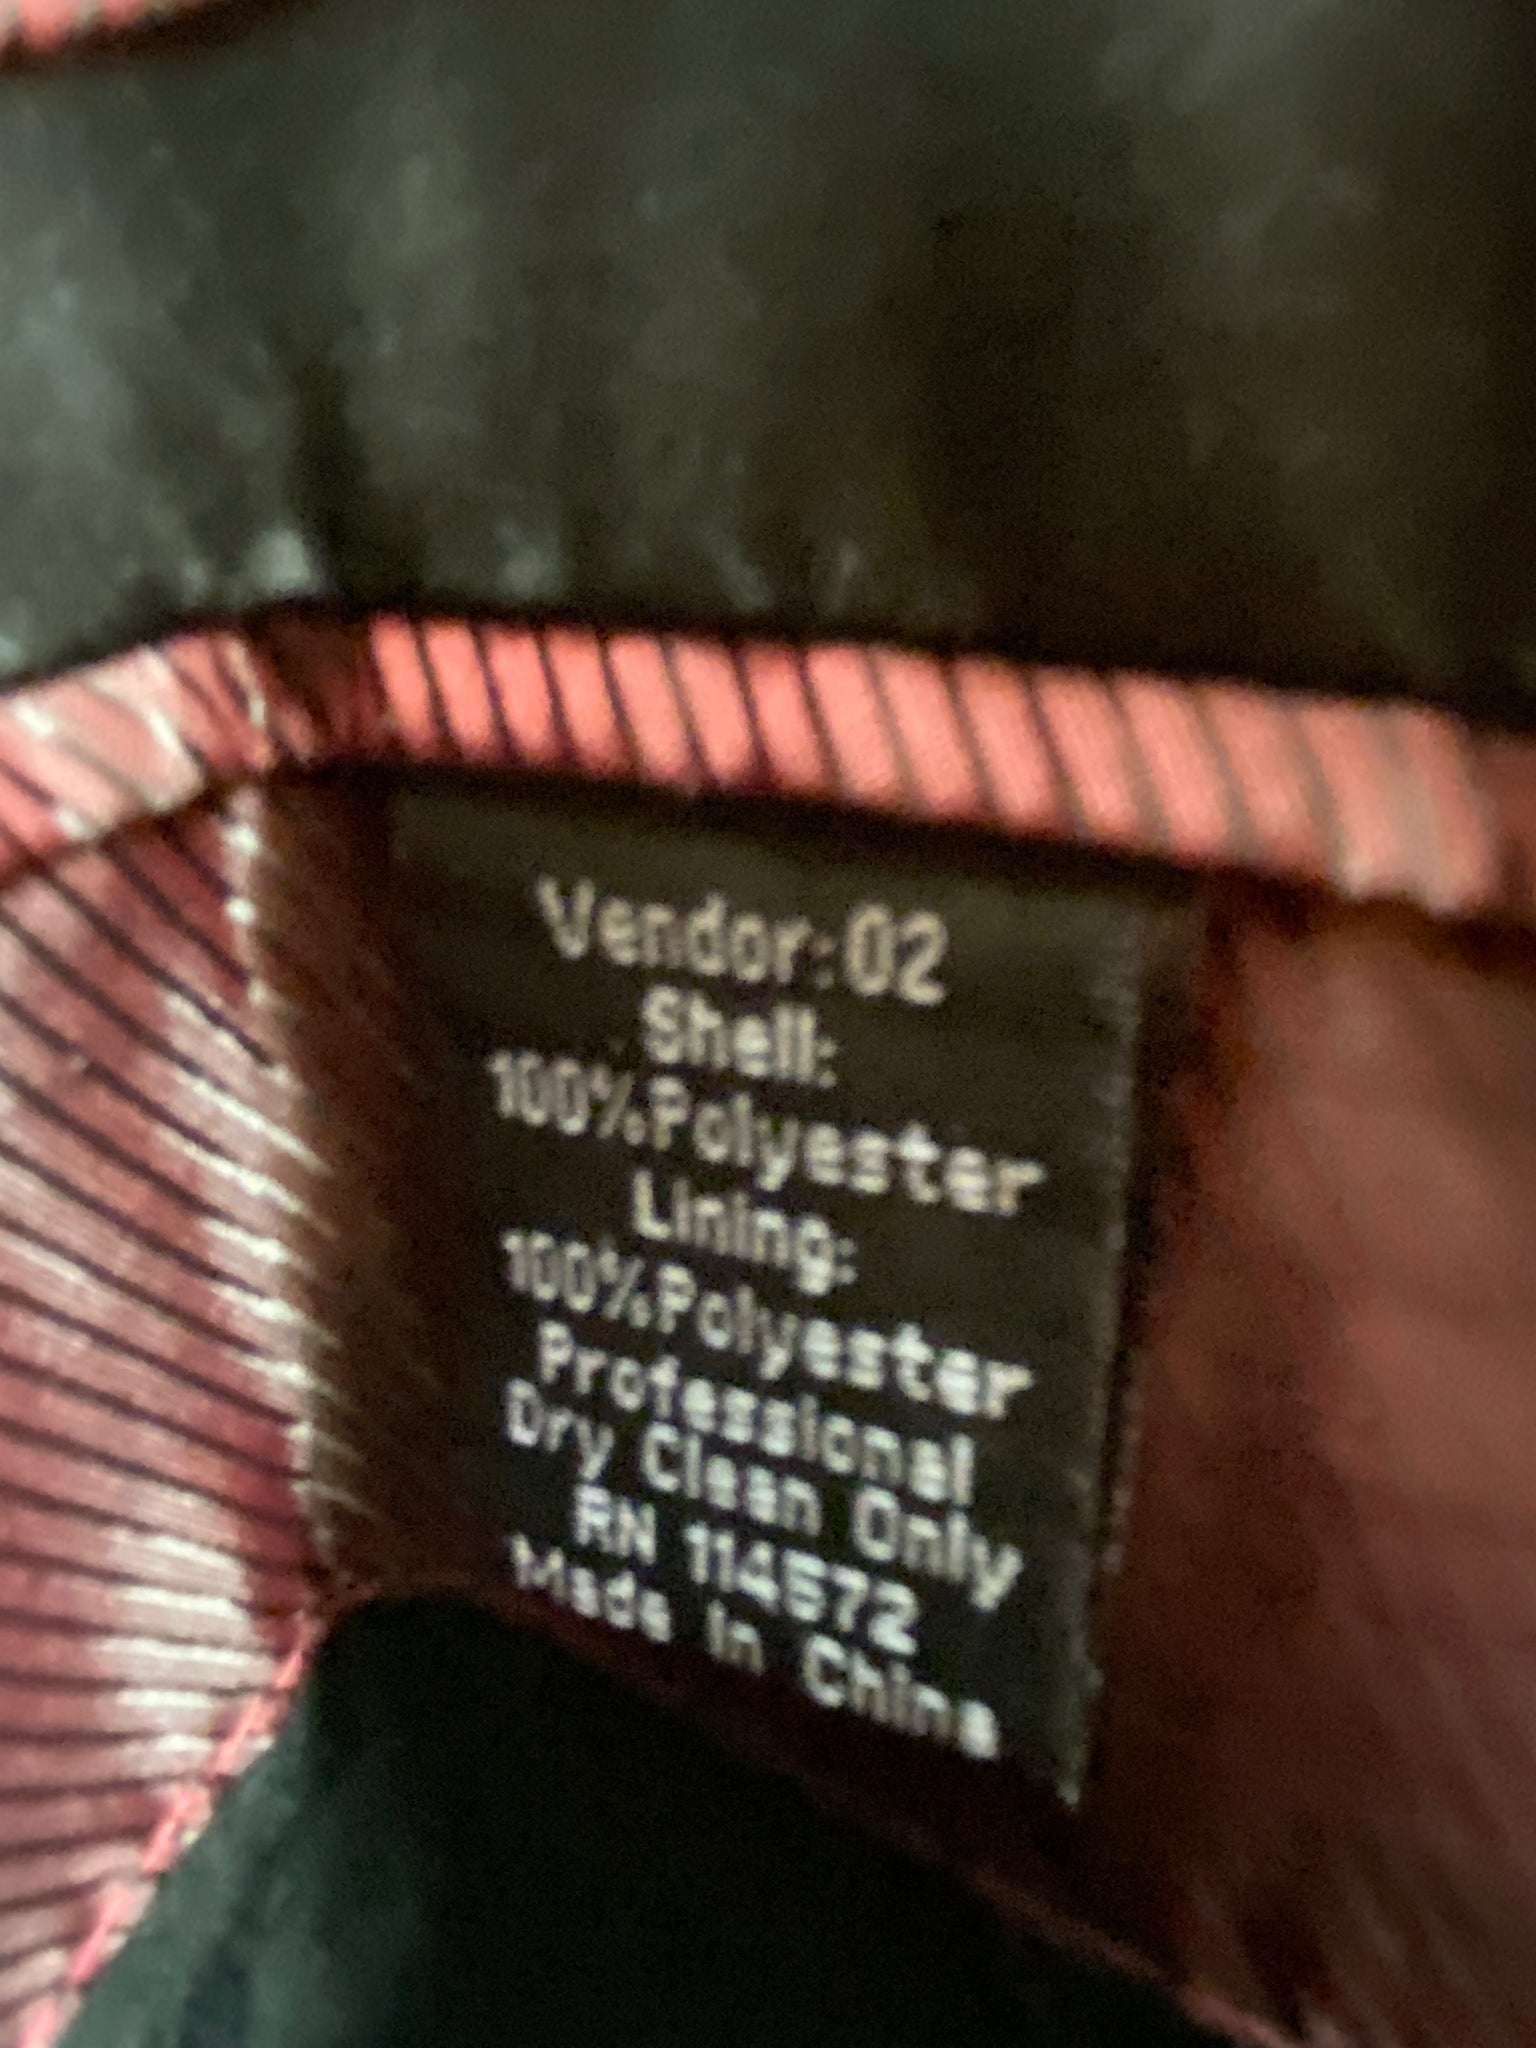 Vendor:02
Shell:
100%Polyester
Lining:
100%Polyester
Professional
Dry Clean Only
RN 114572
Made In China